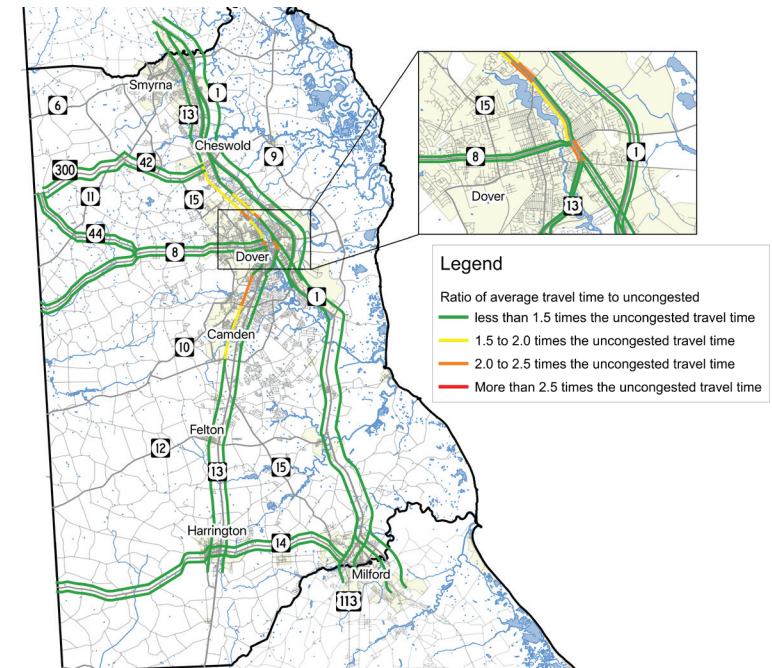 Smyrna
6
13
1
Cheswold
42
300
9
11
15
44
8
Dover
1
Camden
10
Felton
12
13
15
Harrington
14
Milford
113
15
8
1
Dover
13
Legend
Ratio of average travel time to uncongested
less than 1.5 times the uncongested travel time
1.5 to 2.0 times the uncongested travel time
2.0 to 2.5 times the uncongested travel time
More than 2.5 times the uncongested travel time